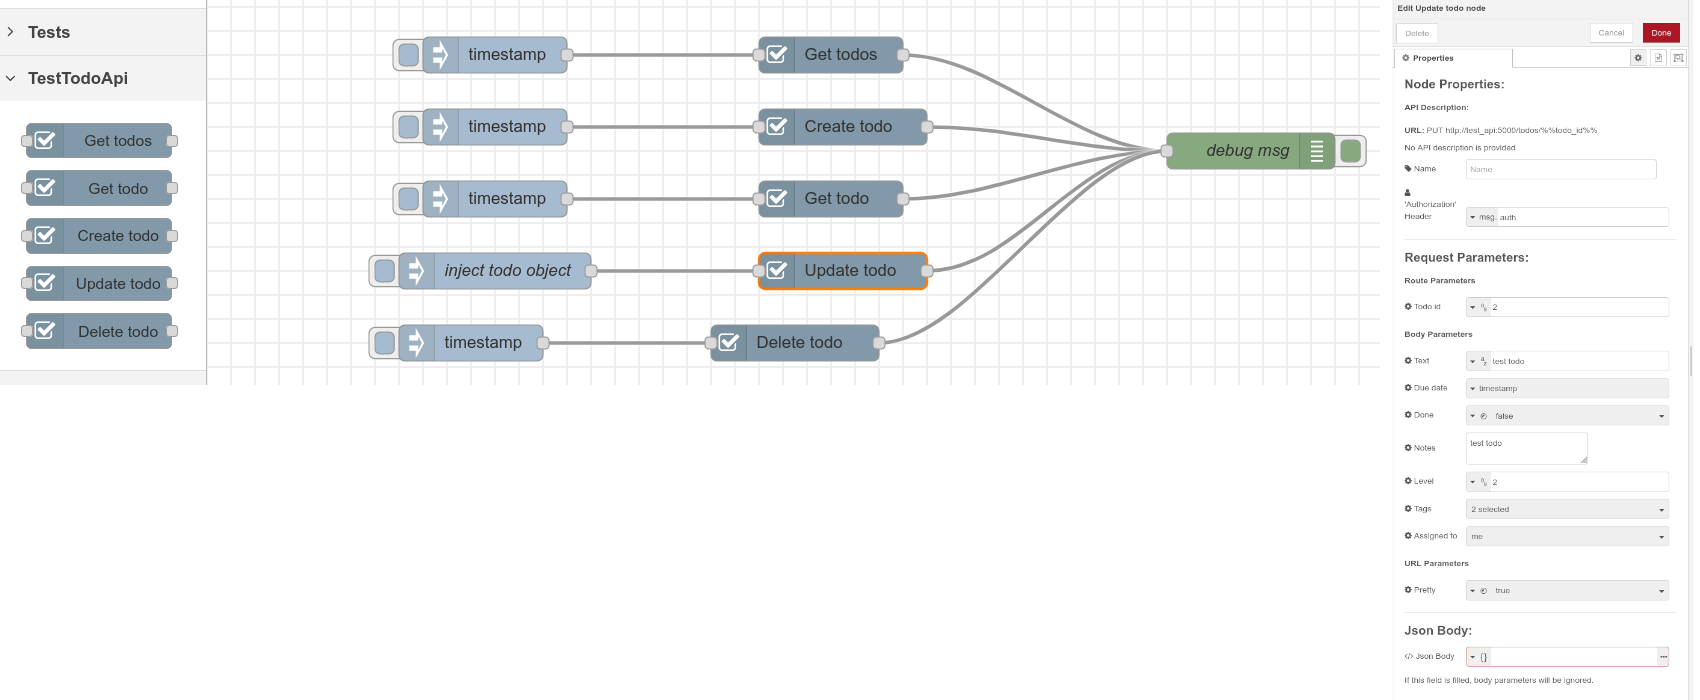 Tests
TestTodoApi
Get todos
Get todo
Create todo
Update todo
Delete todo
timestamp
Get todos
timestamp
Create todo
debug msg
timestamp
Get todo
inject todo object
Update todo
timestamp
Delete todo
Edit Update todo node
Delete
Cancel
Done
Properties
Node Properties:
API Description:
URL: PUT http://test_api:5000/todos/%%todo_id%%
No API description is provided
Name
Name
'Authorization'
Header
msg. auth
Request Parameters:
Route Parameters
Todo id
2
Body Parameters
Text
test todo
Due date
timestamp
Done
false
Notes
test todo
Level
2
Tags
2 selected
Assigned to
me
URL Parameters
Pretty
true
Json Body:
</> Json Body
{}
If this field is filled, body parameters will be ignored.